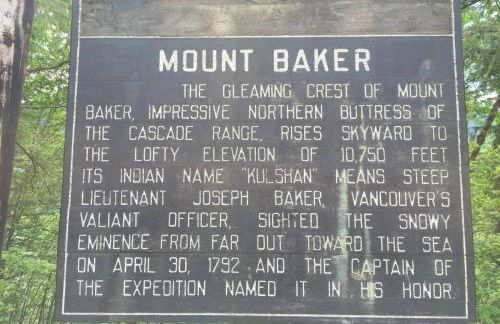 MOUNT BAKER
THE GLEAMING CREST OF MOUNT
BAKER, IMPRESSIVE NORTHERN BUTTRESS OF
THE CASCADE RANGE, RISES SKYWARD TO
THE LOFTY ELEVATION OF 10,750 FEET
ITS INDIAN NAME "KULSHAN" MEANS STEEP
LIEUTENANT JOSEPH BAKER, VANCOUVER'S
VALIANT OFFICER, SIGHTED THE SNOWY
EMINENCE FROM FAR OUT TOWARD THE SEA
ON APRIL 30, 1792 AND THE CAPTAIN OF
THE EXPEDITION NAMED IT IN HIS HONOR.